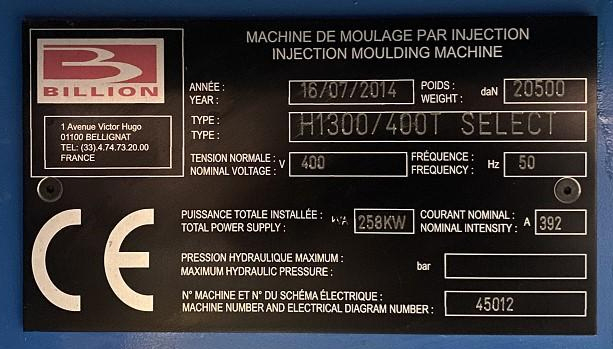 MACHINE DE MOULAGE PAR INJECTION
INJECTION MOULDING MACHINE
B
BILLION
1 Avenue Victor Hugo
01100 BELLIGNAT
TEL: (33).4.74.73.20.00
FRANCE
ANNÉE : 16/07/2014 POIDS : daN 20500
YEAR : WEIGHT :
TYPE : H1300/400T SELECT
TYPE :
TENSION NORMALE : V 400 FRÉQUENCE : Hz 50
NOMINAL VOLTAGE : FREQUENCY :
CE
PUISSANCE TOTALE INSTALLÉE : 258KW COURANT NOMINAL : A 392
TOTAL POWER SUPPLY : NOMINAL INTENSITY :
PRESSION HYDRAULIQUE MAXIMUM : bar
MAXIMUM HYDRAULIC PRESSURE :
N° MACHINE ET N° DU SCHÉMA ÉLECTRIQUE : 45012
MACHINE NUMBER AND ELECTRICAL DIAGRAM NUMBER :